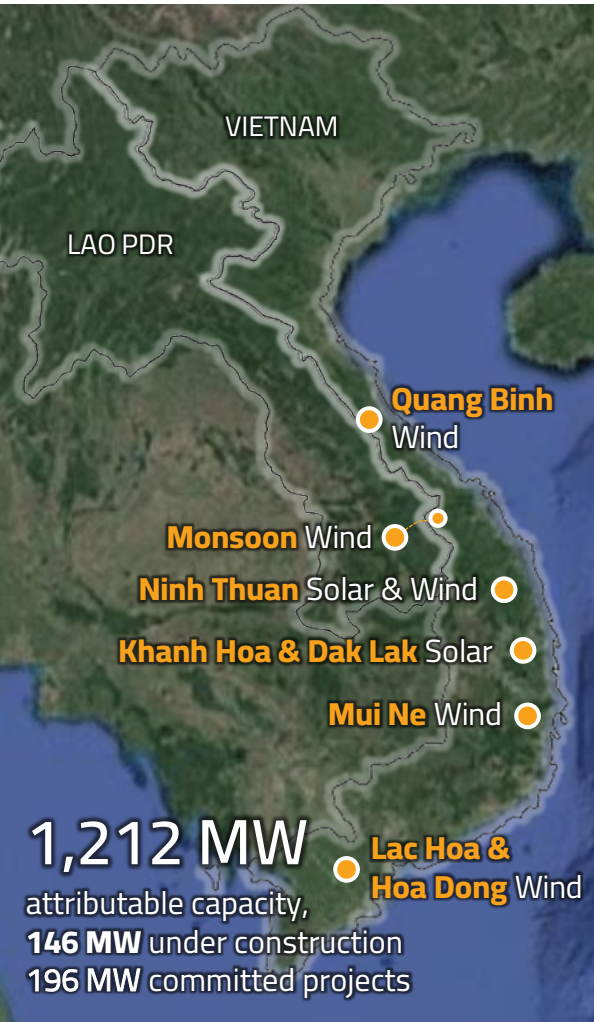 VIETNAM
LAO PDR
Quang Binh
Wind
Monsoon Wind
Ninh Thuan Solar & Wind
Khanh Hoa & Dak Lak Solar
Mui Ne Wind
Lac Hoa &
Hoa Dong Wind
1,212 MW
attributable capacity,
146 MW under construction
196 MW committed projects